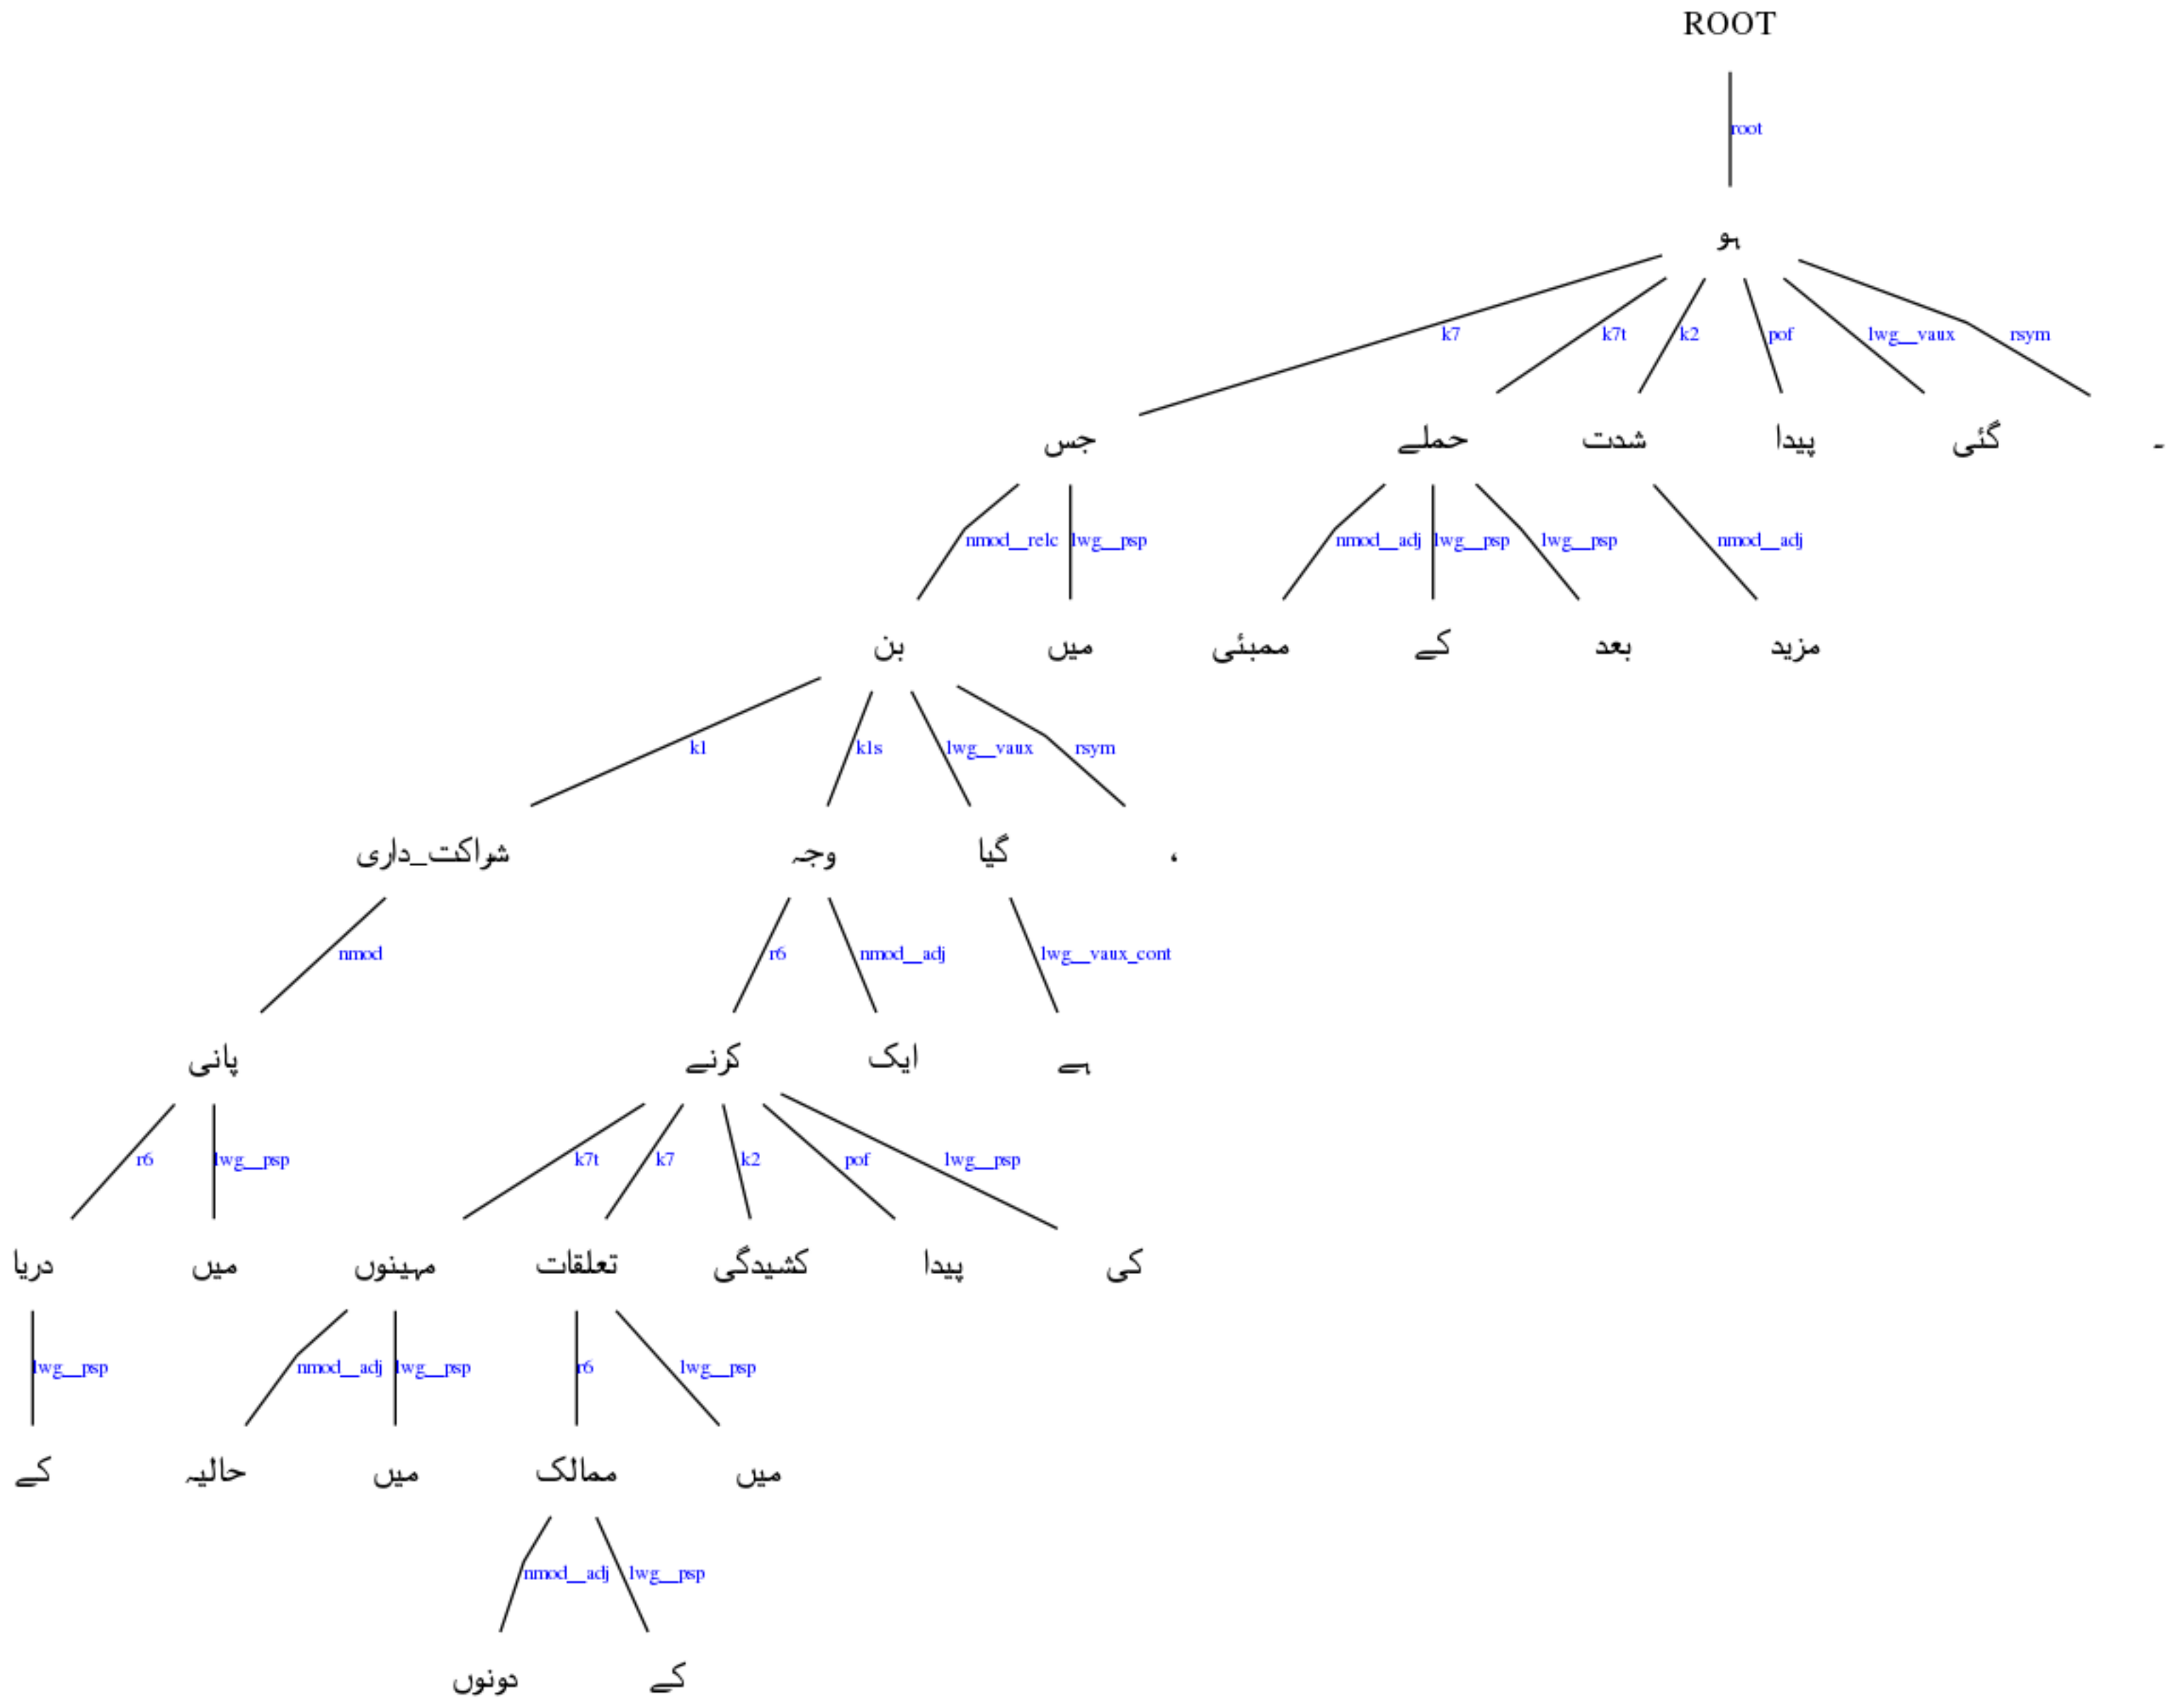 ROOT
root
ہو
k7 k7t k2 pof lwg__vaux rsym
جس حملے شدت پیدا گئی ۔
nmod__relc lwg__psp nmod__adj lwg__psp lwg__psp nmod__adj
بن میں ممبئی کے بعد مزید
k1 k1s lwg__vaux rsym
شراکت_داری وجہ گیا ،
nmod r6 nmod__adj lwg__vaux_cont
پانی کرنے ایک ہے
r6 lwg__psp k7t k7 k2 pof lwg__psp
دریا میں مہینوں تعلقات کشیدگی پیدا کی
lwg__psp nmod__adj lwg__psp r6 lwg__psp
کے حالیہ میں ممالک میں
nmod__adj lwg__psp
دونوں کے